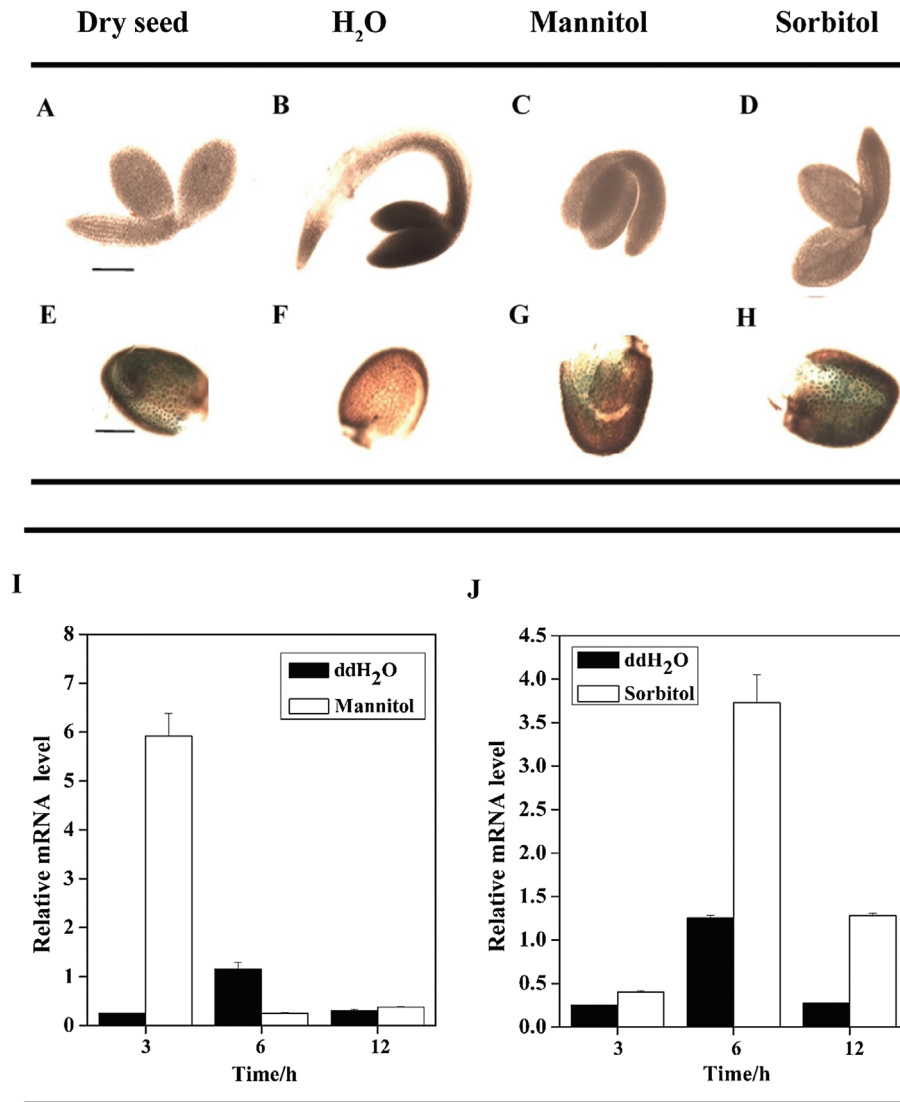 Dry seed H₂O Mannitol Sorbitol
A B C D
E F G H
I
8
7
6
5
4
3
2
1
0
Relative mRNA level
ddH₂O
Mannitol
3 6 12
Time/h
J
4.5
4.0
3.5
3.0
2.5
2.0
1.5
1.0
0.5
0.0
Relative mRNA level
ddH₂O
Sorbitol
3 6 12
Time/h